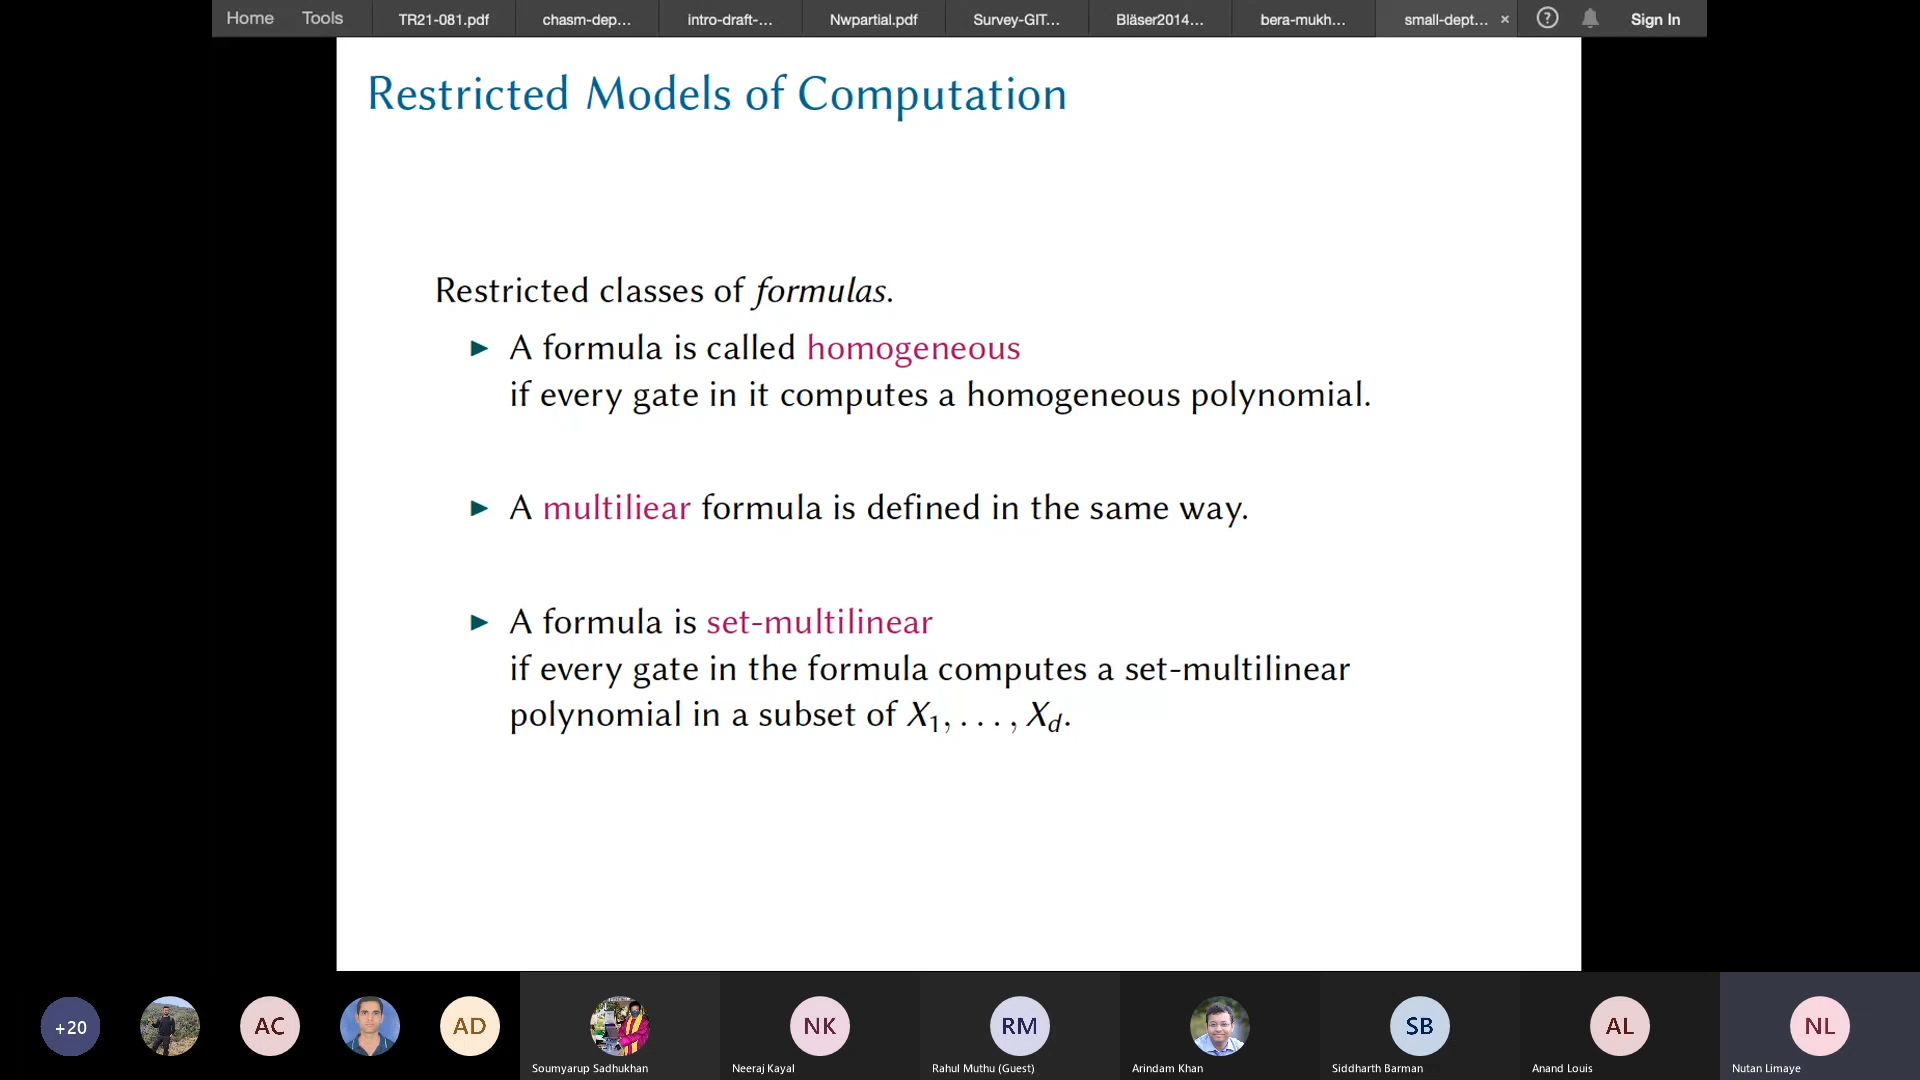 Home Tools TR21-081.pdf chasm-dep... intro-draft-... Nwpartial.pdf Survey-GIT... Bläser2014... bera-mukh... small-dept... × ? Sign In
Restricted Models of Computation
Restricted classes of formulas.
► A formula is called homogeneous
if every gate in it computes a homogeneous polynomial.
► A multiliear formula is defined in the same way.
► A formula is set-multilinear
if every gate in the formula computes a set-multilinear
polynomial in a subset of X₁, . . . , X_d.
+20 AC AD NK RM SB AL NL
Soumyarup Sadhukhan Neeraj Kayal Rahul Muthu (Guest) Arindam Khan Siddharth Barman Anand Louis Nutan Limaye